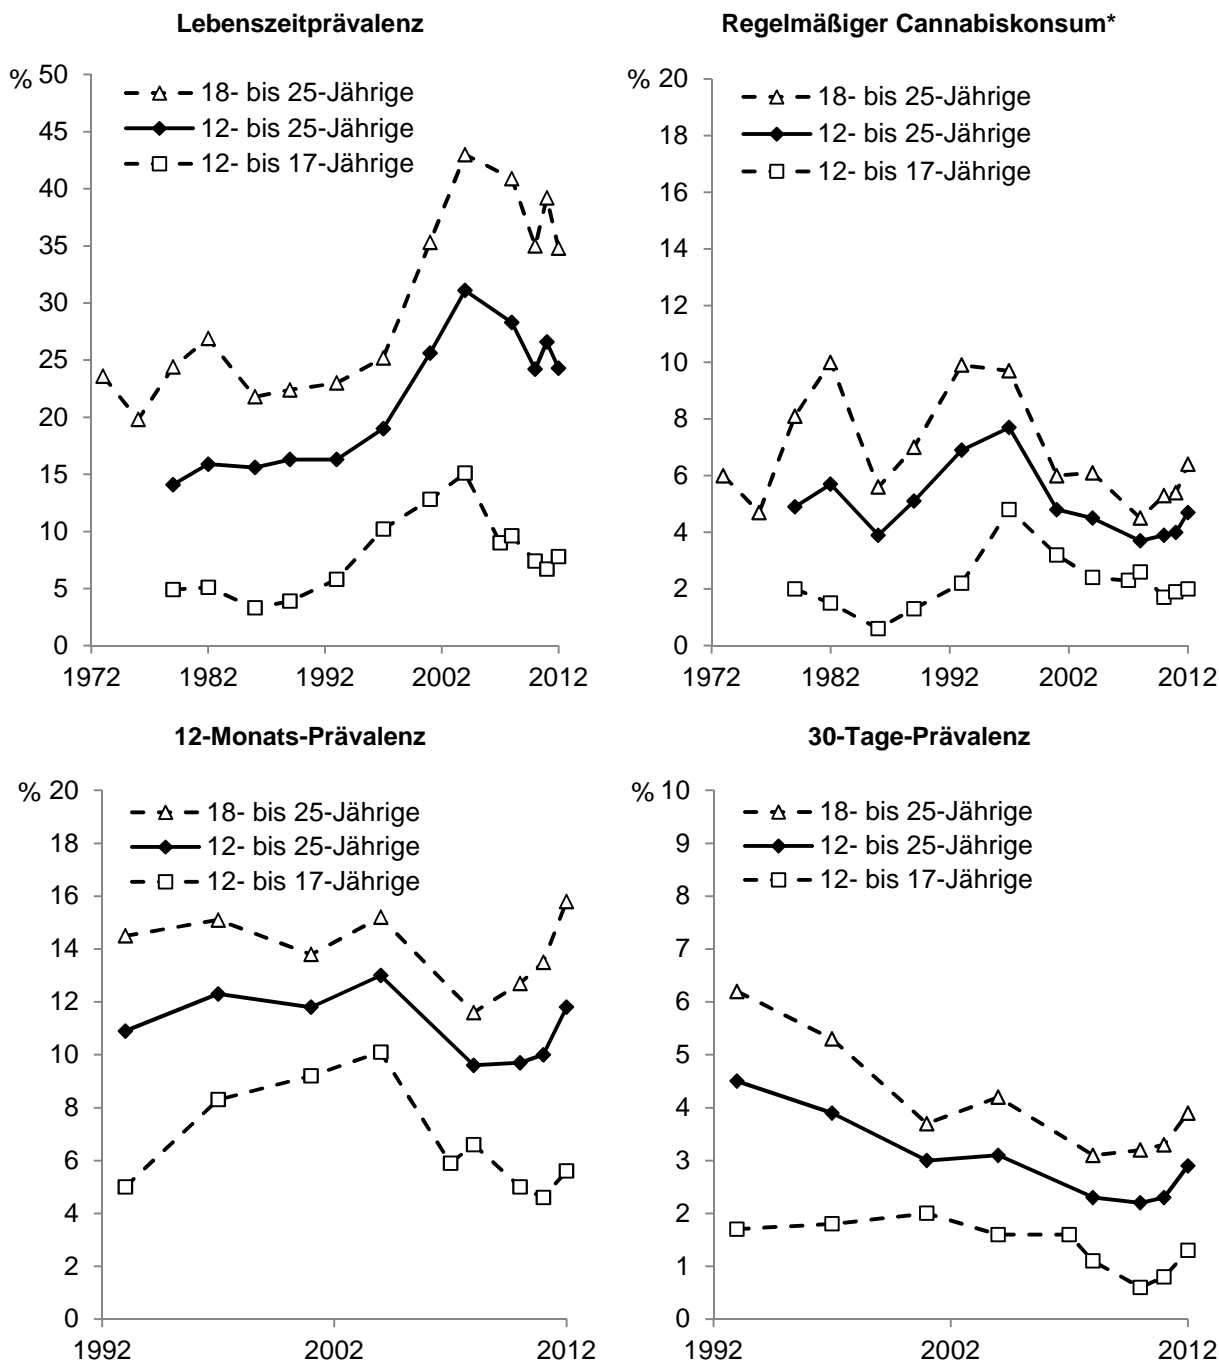 Lebenszeitprävalenz
% 50
45
40
35
30
25
20
15
10
5
0
1972 1982 1992 2002 2012
18- bis 25-Jährige
12- bis 25-Jährige
12- bis 17-Jährige
Regelmäßiger Cannabiskonsum*
% 20
18
16
14
12
10
8
6
4
2
0
1972 1982 1992 2002 2012
18- bis 25-Jährige
12- bis 25-Jährige
12- bis 17-Jährige
12-Monats-Prävalenz
% 20
18
16
14
12
10
8
6
4
2
0
1992 2002 2012
18- bis 25-Jährige
12- bis 25-Jährige
12- bis 17-Jährige
30-Tage-Prävalenz
% 10
9
8
7
6
5
4
3
2
1
0
1992 2002 2012
18- bis 25-Jährige
12- bis 25-Jährige
12- bis 17-Jährige